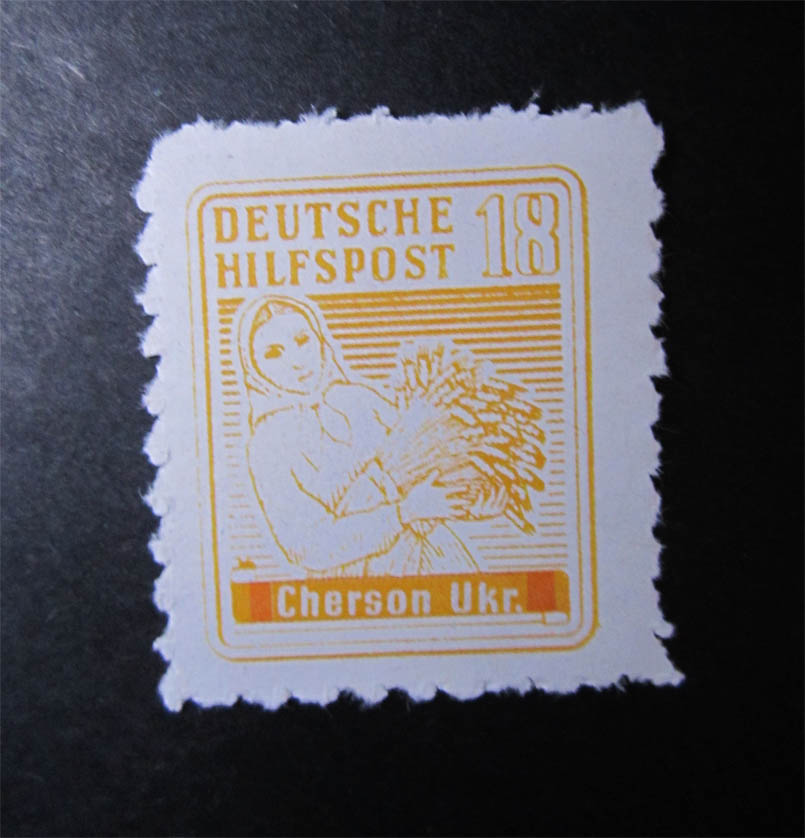 DEUTSCHE 18
HILFSPOST
Cherson Ukr.